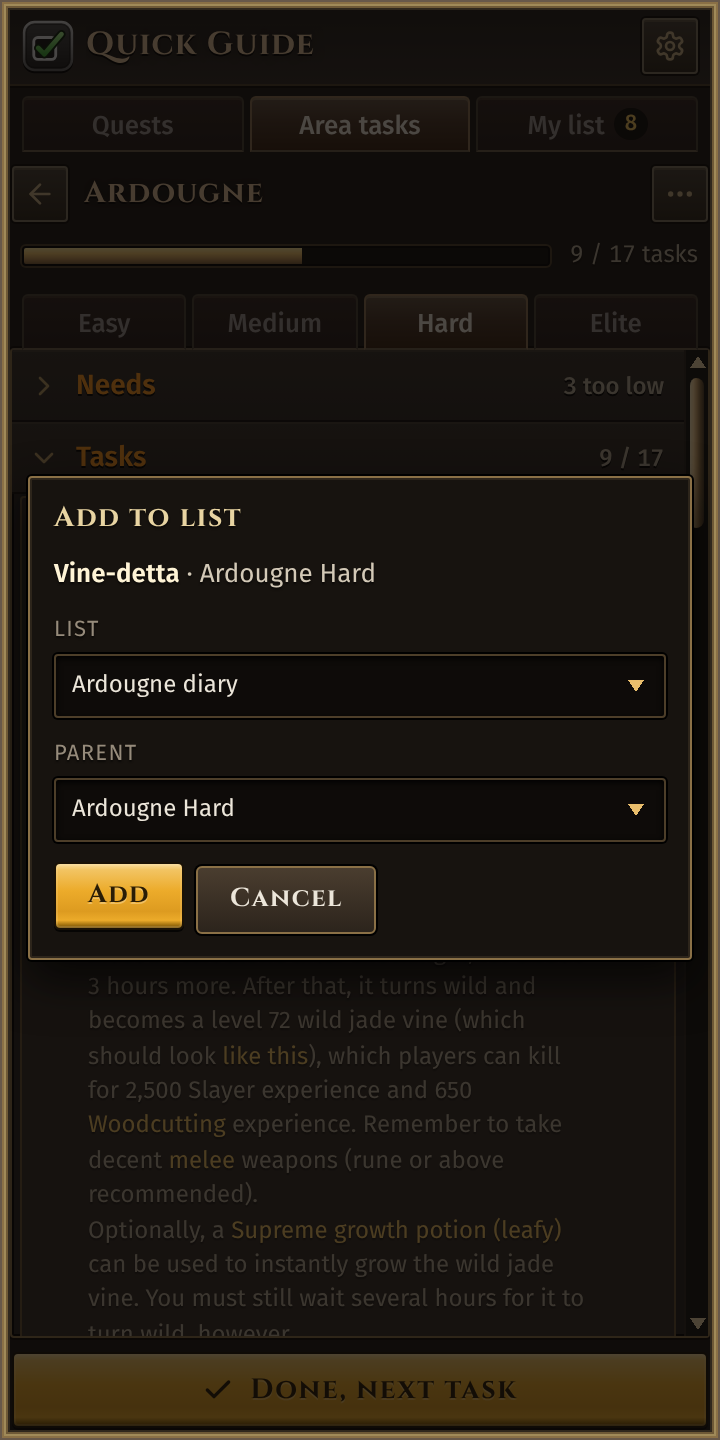 Quick Guide
Quests
Area tasks
My list 8
Ardougne
9 / 17 tasks
Easy
Medium
Hard
Elite
Needs
3 too low
Tasks
9 / 17
Add to list
Vine-detta · Ardougne Hard
LIST
Ardougne diary
PARENT
Ardougne Hard
Add
Cancel
3 hours more. After that, it turns wild and
becomes a level 72 wild jade vine (which
should look like this), which players can kill
for 2,500 Slayer experience and 650
Woodcutting experience. Remember to take
decent melee weapons (rune or above
recommended).
Optionally, a Supreme growth potion (leafy)
can be used to instantly grow the wild jade
vine. You must still wait several hours for it to
turn wild, however.
Done, next task